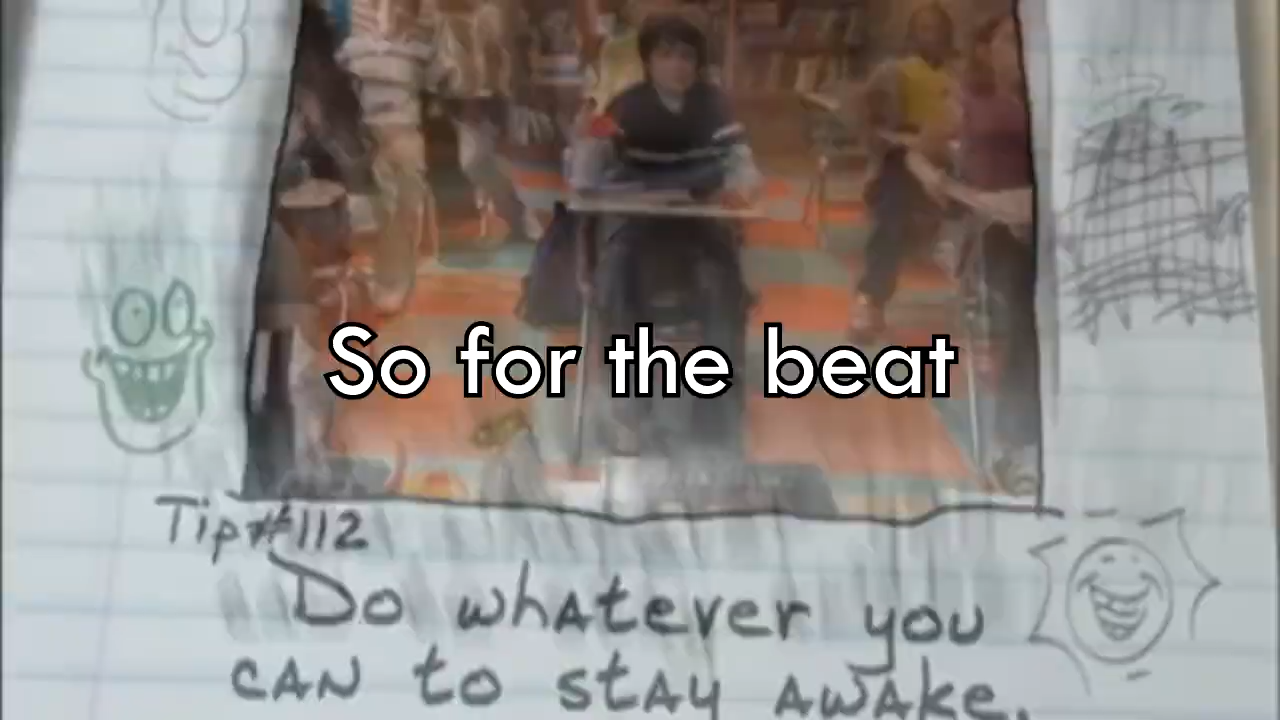 So for the beat
Tip #112
Do whatever you
can to stay awake.